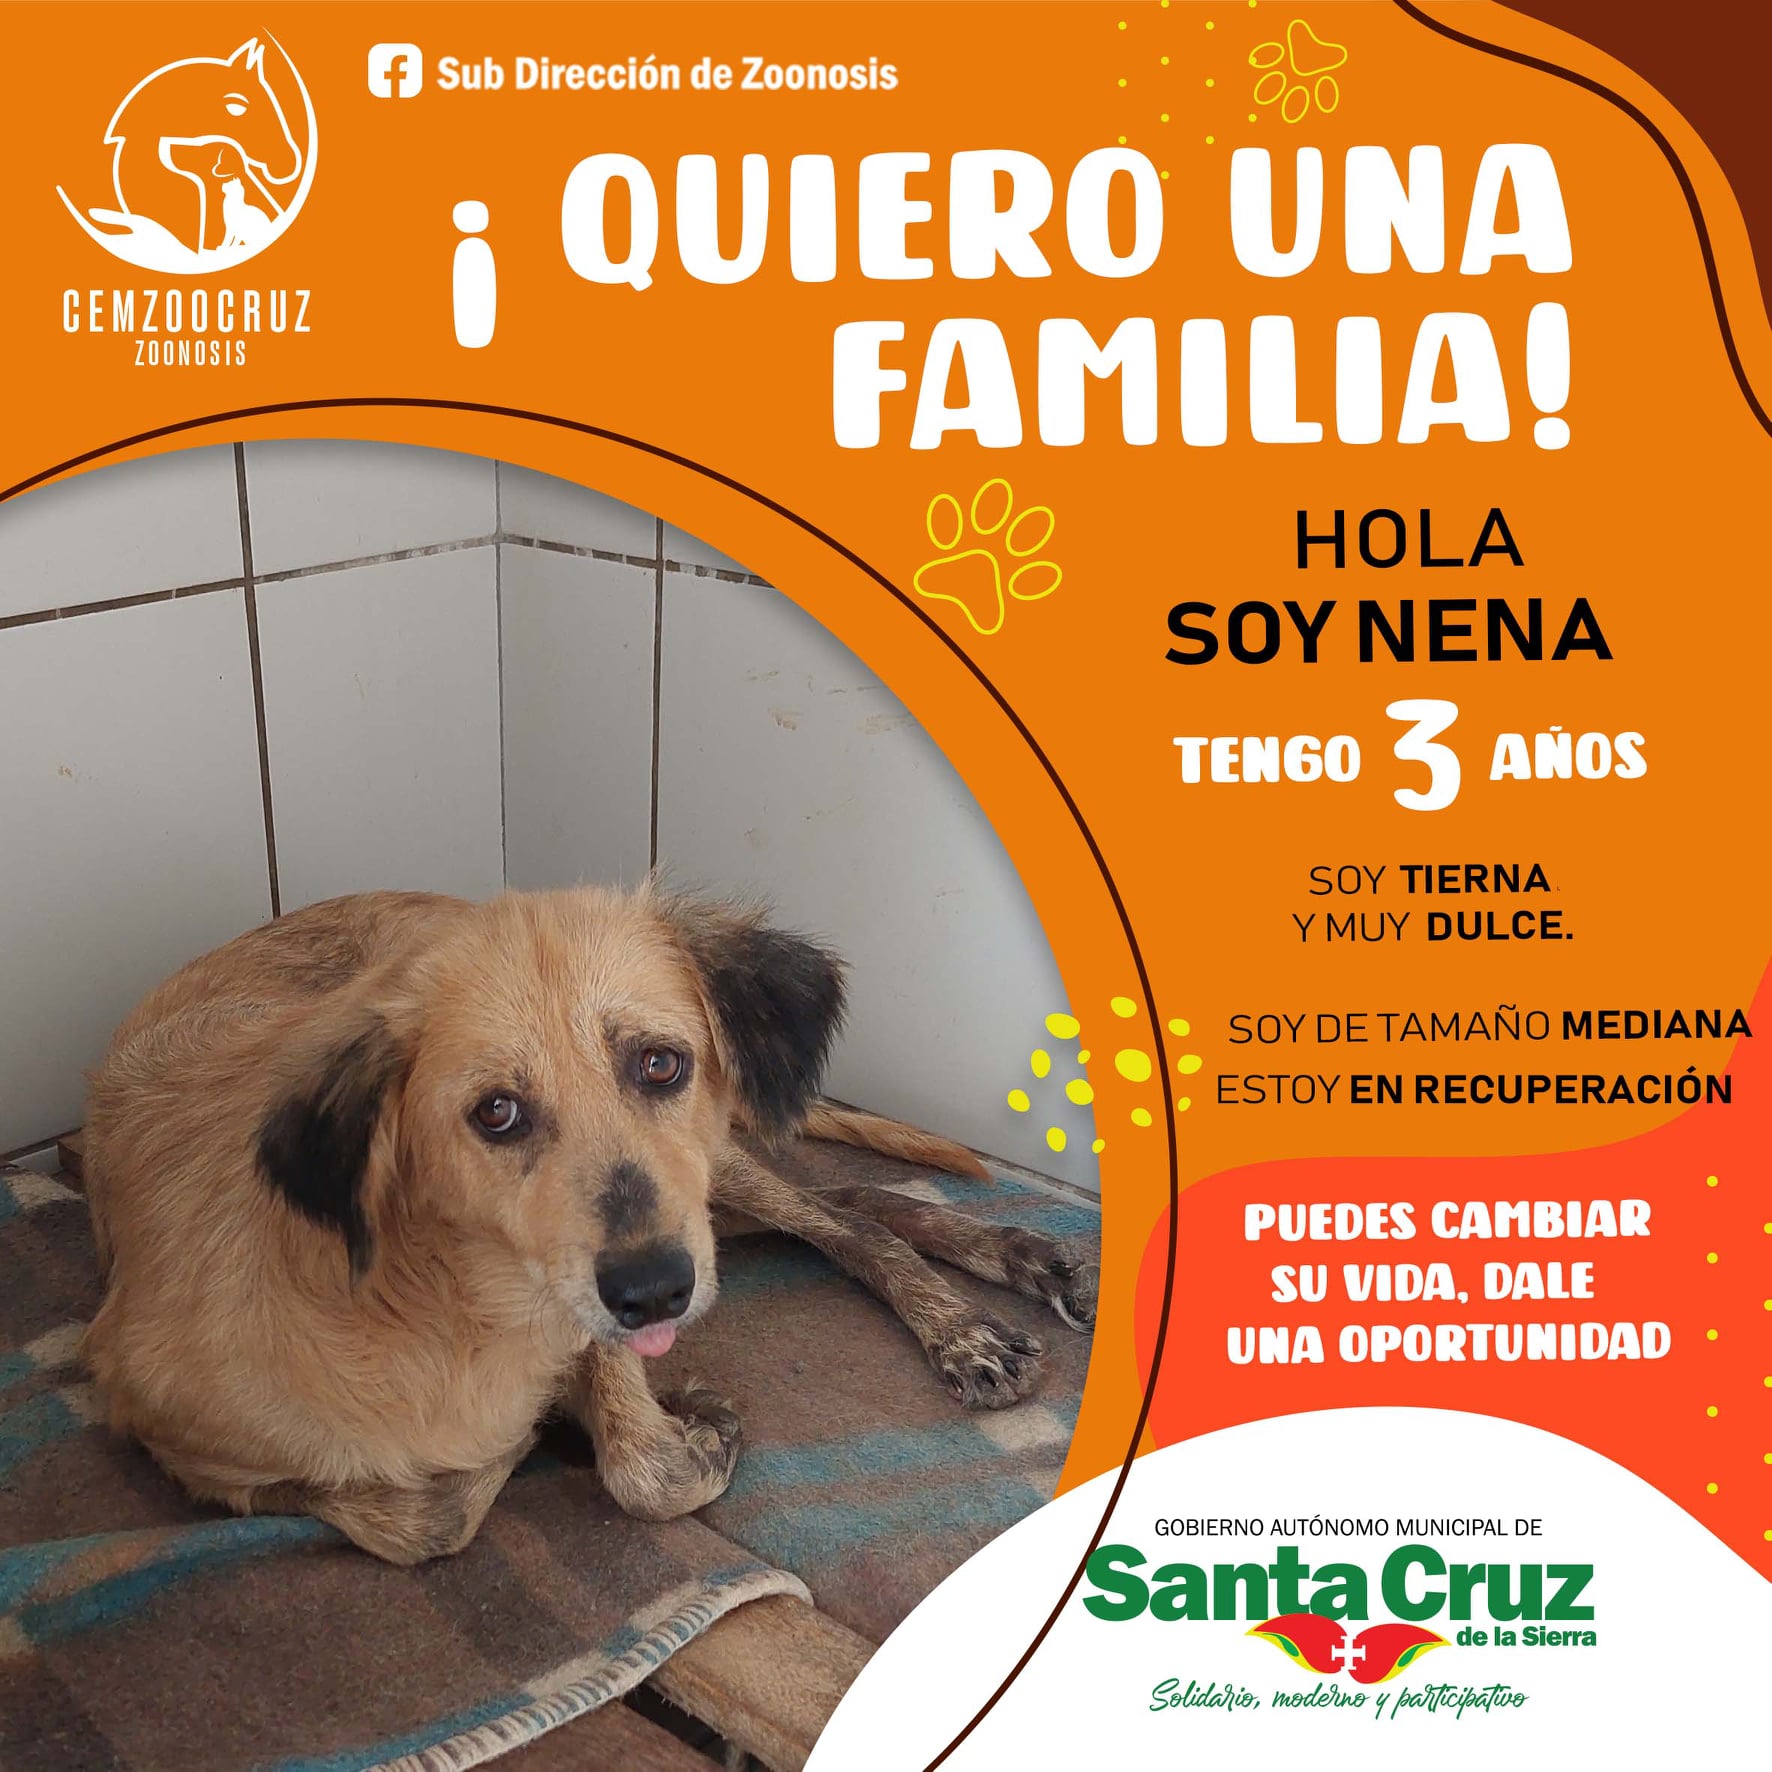 CEMZOOCRUZ
ZOONOSIS
Sub Dirección de Zoonosis
¡ QUIERO UNA
FAMILIA!
HOLA
SOY NENA
TENGO 3 AÑOS
SOY TIERNA.
Y MUY DULCE.
SOY DE TAMAÑO MEDIANA
ESTOY EN RECUPERACIÓN
PUEDES CAMBIAR
SU VIDA, DALE
UNA OPORTUNIDAD
GOBIERNO AUTÓNOMO MUNICIPAL DE
Santa Cruz
de la Sierra
Solidario, moderno y participativo